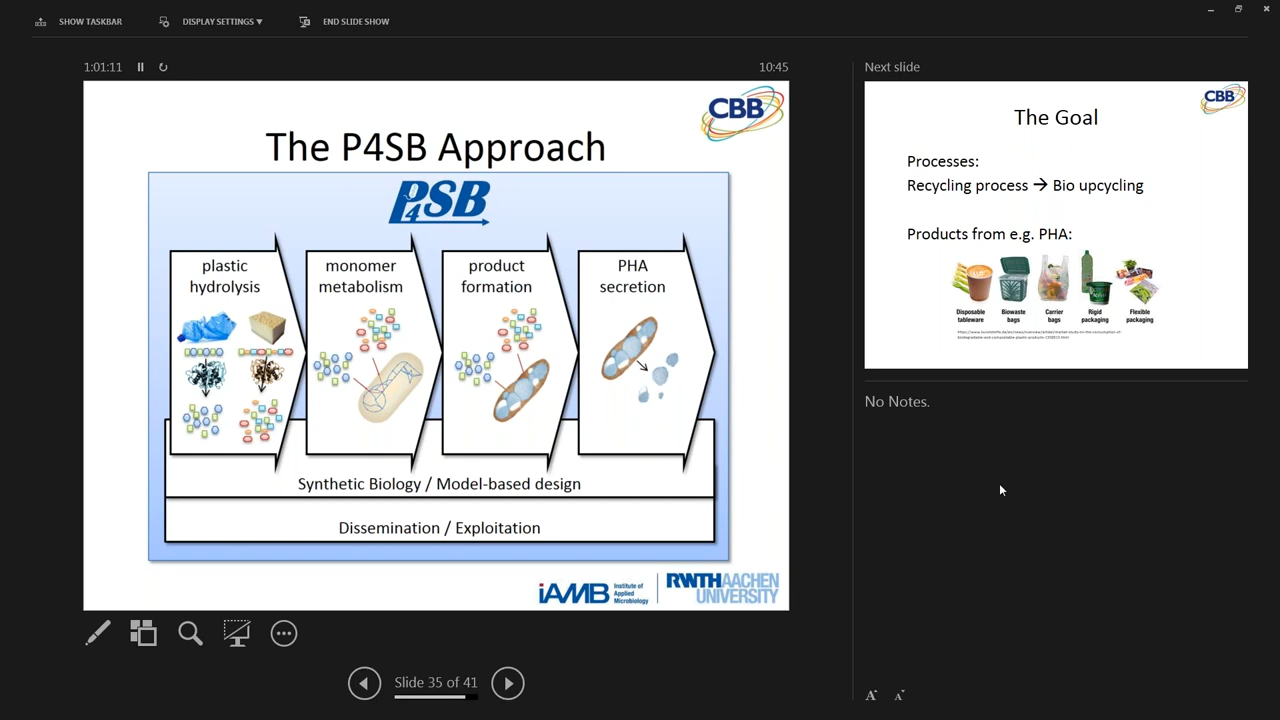 SHOW TASKBAR
DISPLAY SETTINGS ▼
END SLIDE SHOW
1:01:11
10:45
CBB
The P4SB Approach
P4SB
plastic
hydrolysis
monomer
metabolism
product
formation
PHA
secretion
Synthetic Biology / Model-based design
Dissemination / Exploitation
iAMB
Institute of
Applied
Microbiology
RWTH AACHEN
UNIVERSITY
Slide 35 of 41
Next slide
CBB
The Goal
Processes:
Recycling process → Bio upcycling
Products from e.g. PHA:
Disposable
tableware
Biowaste
bags
Carrier
bags
Rigid
packaging
Flexible
packaging
No Notes.
A
A